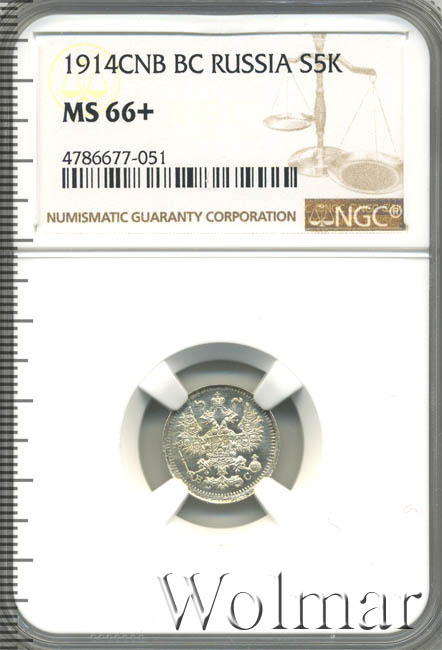 1914CNB BC RUSSIA S5K
MS 66+
4786677-051
NUMISMATIC GUARANTY CORPORATION
NGC®
Wolmar